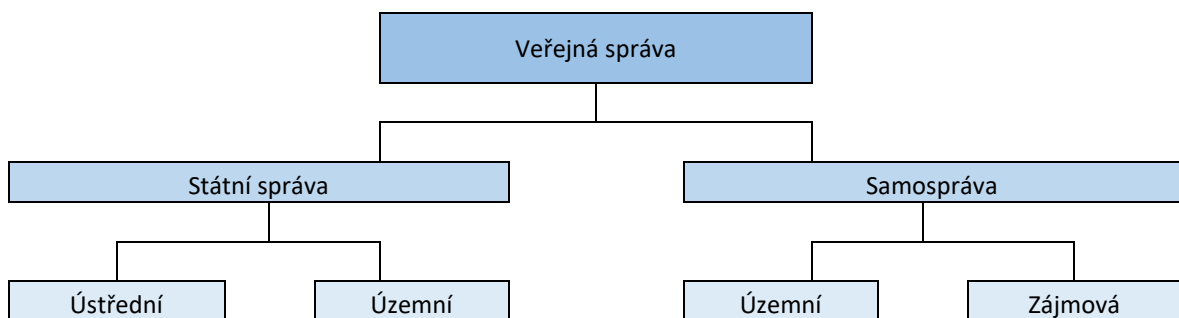 Veřejná správa
Státní správa
Samospráva
Ústřední
Územní
Územní
Zájmová